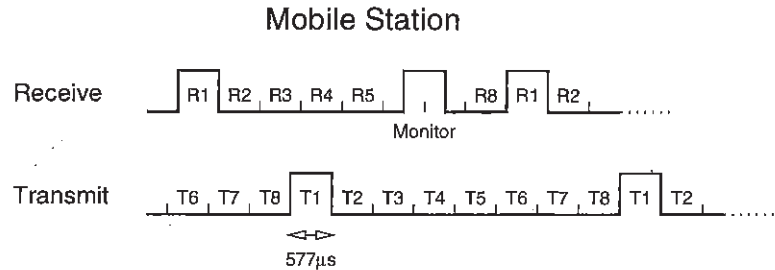 Mobile Station
Receive R1 R2 R3 R4 R5 R8 R1 R2
Monitor
Transmit T6 T7 T8 T1 T2 T3 T4 T5 T6 T7 T8 T1 T2
577µs